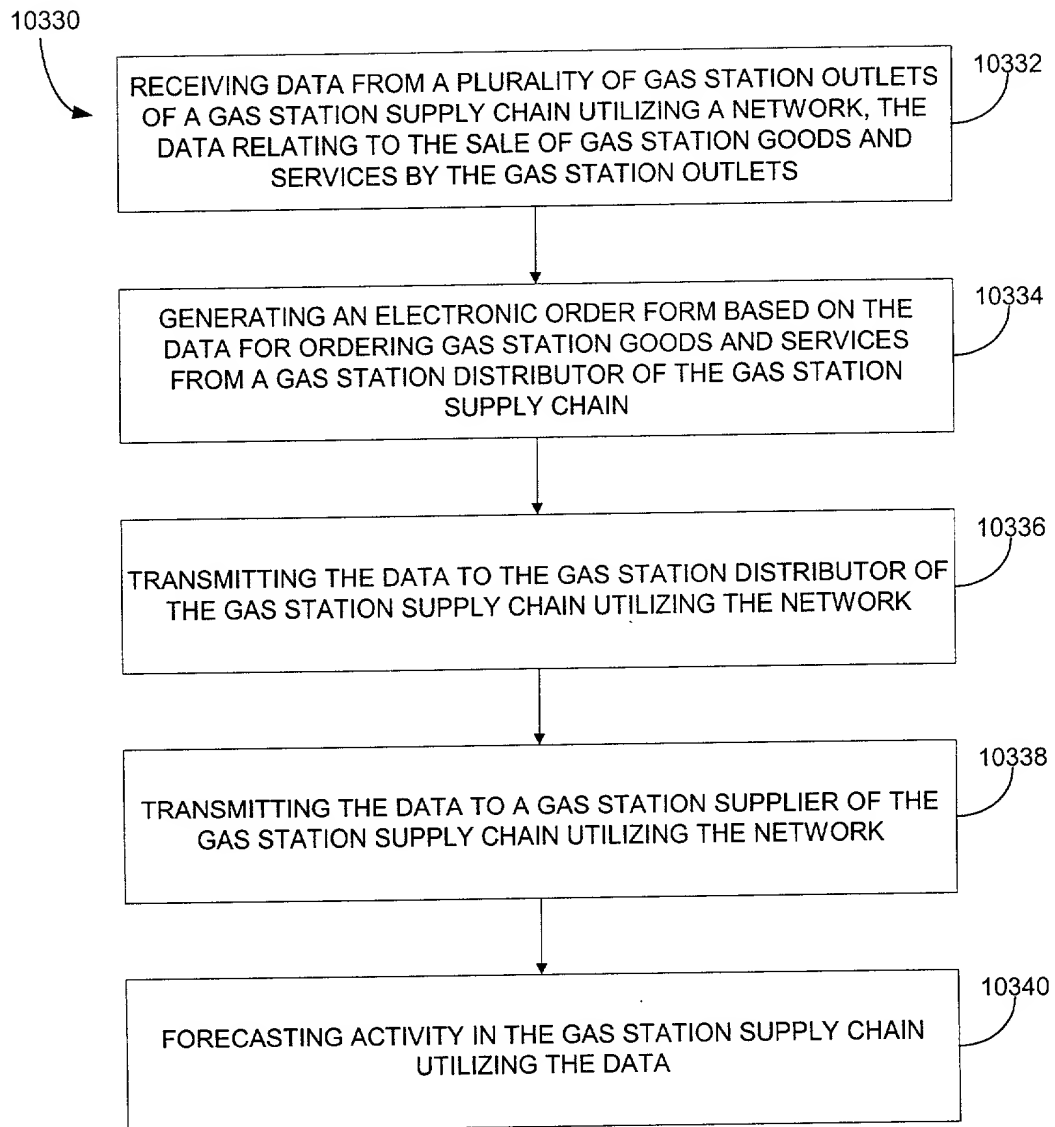 10330
10332
RECEIVING DATA FROM A PLURALITY OF GAS STATION OUTLETS
OF A GAS STATION SUPPLY CHAIN UTILIZING A NETWORK, THE
DATA RELATING TO THE SALE OF GAS STATION GOODS AND
SERVICES BY THE GAS STATION OUTLETS
10334
GENERATING AN ELECTRONIC ORDER FORM BASED ON THE
DATA FOR ORDERING GAS STATION GOODS AND SERVICES
FROM A GAS STATION DISTRIBUTOR OF THE GAS STATION
SUPPLY CHAIN
10336
TRANSMITTING THE DATA TO THE GAS STATION DISTRIBUTOR OF
THE GAS STATION SUPPLY CHAIN UTILIZING THE NETWORK
10338
TRANSMITTING THE DATA TO A GAS STATION SUPPLIER OF THE
GAS STATION SUPPLY CHAIN UTILIZING THE NETWORK
10340
FORECASTING ACTIVITY IN THE GAS STATION SUPPLY CHAIN
UTILIZING THE DATA